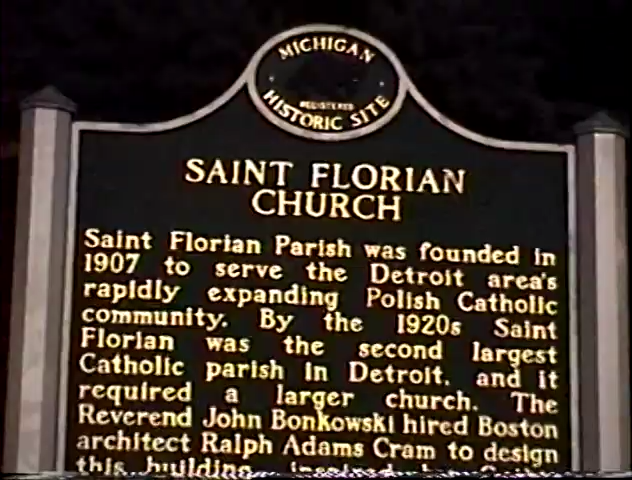 MICHIGAN
REGISTERED
HISTORIC SITE
SAINT FLORIAN
CHURCH
Saint Florian Parish was founded in
1907 to serve the Detroit area's
rapidly expanding Polish Catholic
community. By the 1920s Saint
Florian was the second largest
Catholic parish in Detroit, and it
required a larger church. The
Reverend John Bonkowski hired Boston
architect Ralph Adams Cram to design
this building